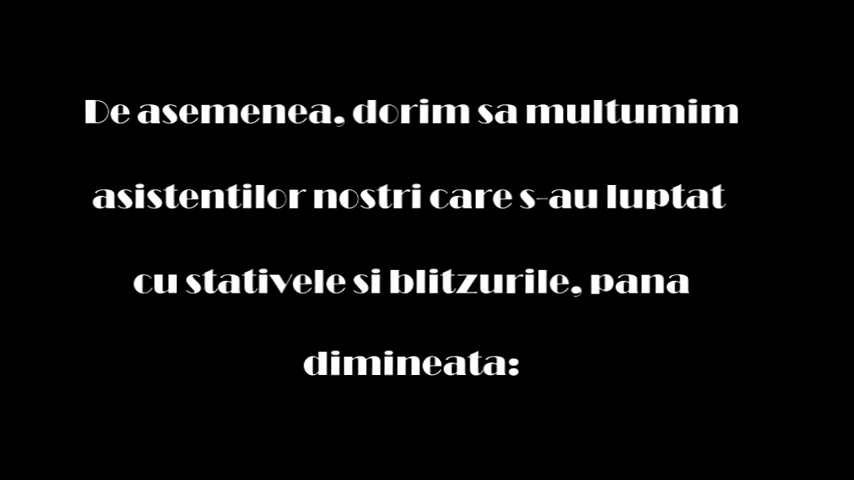 De asemenea, dorim sa multumim
asistentilor nostri care s-au luptat
cu stativele si blitzurile, pana
dimineata: